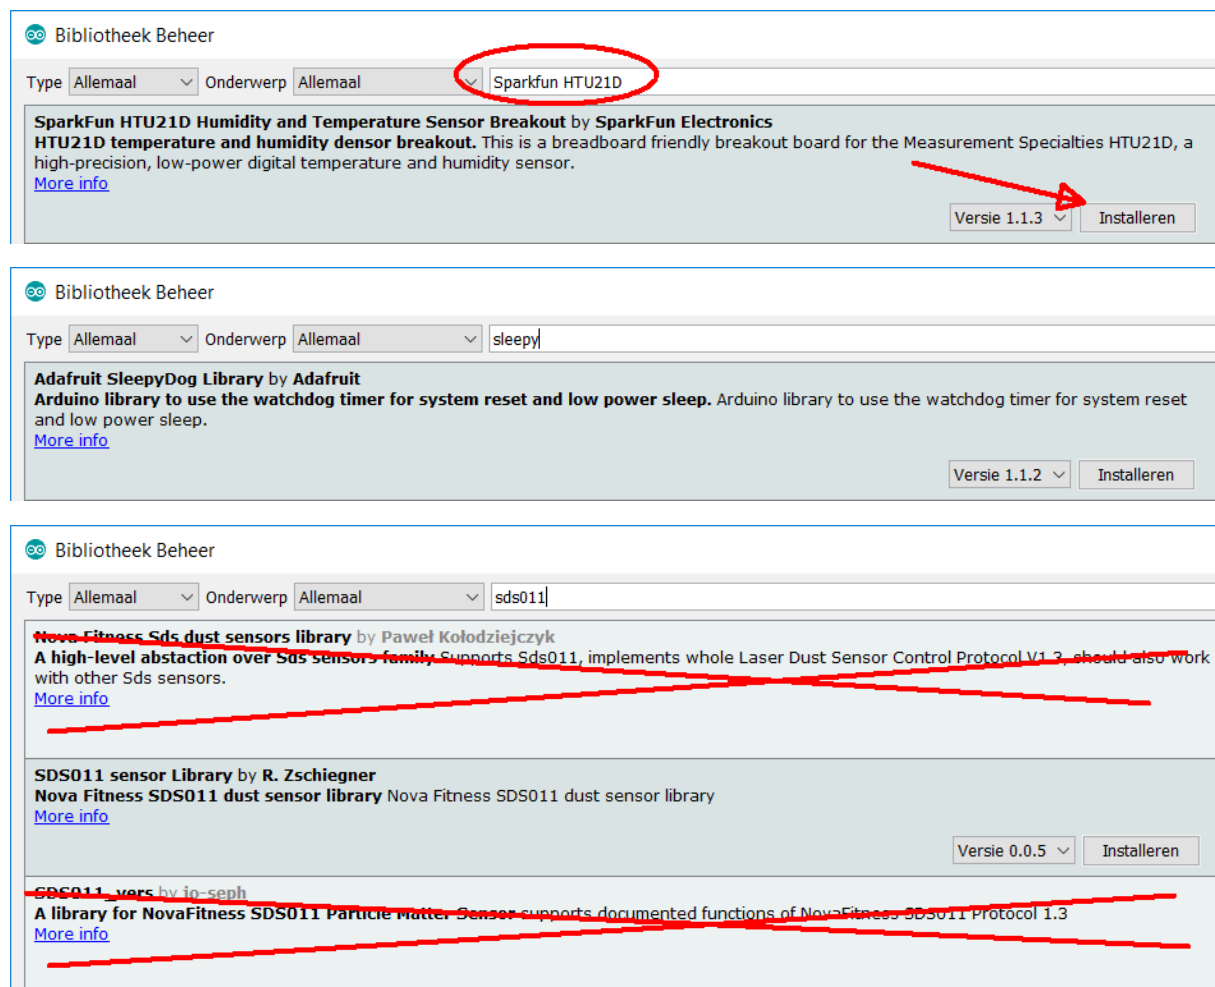 Bibliotheek Beheer
Type Allemaal Onderwerp Allemaal Sparkfun HTU21D
SparkFun HTU21D Humidity and Temperature Sensor Breakout by SparkFun Electronics
HTU21D temperature and humidity densor breakout. This is a breadboard friendly breakout board for the Measurement Specialties HTU21D, a
high-precision, low-power digital temperature and humidity sensor.
More info
Versie 1.1.3 Installeren
Bibliotheek Beheer
Type Allemaal Onderwerp Allemaal sleepy
Adafruit SleepyDog Library by Adafruit
Arduino library to use the watchdog timer for system reset and low power sleep. Arduino library to use the watchdog timer for system reset
and low power sleep.
More info
Versie 1.1.2 Installeren
Bibliotheek Beheer
Type Allemaal Onderwerp Allemaal sds011
Nova Fitness Sds dust sensors library by Paweł Kołodziejczyk
A high-level abstaction over Sds sensors family Supports Sds011, implements whole Laser Dust Sensor Control Protocol V1.3, should also work
with other Sds sensors.
More info
SDS011 sensor Library by R. Zschiegner
Nova Fitness SDS011 dust sensor library Nova Fitness SDS011 dust sensor library
More info
Versie 0.0.5 Installeren
SDS011_vers by io-seph
A library for NovaFitness SDS011 Particle Matter Sensor supports documented functions of NovaFitness SDS011 Protocol 1.3
More info